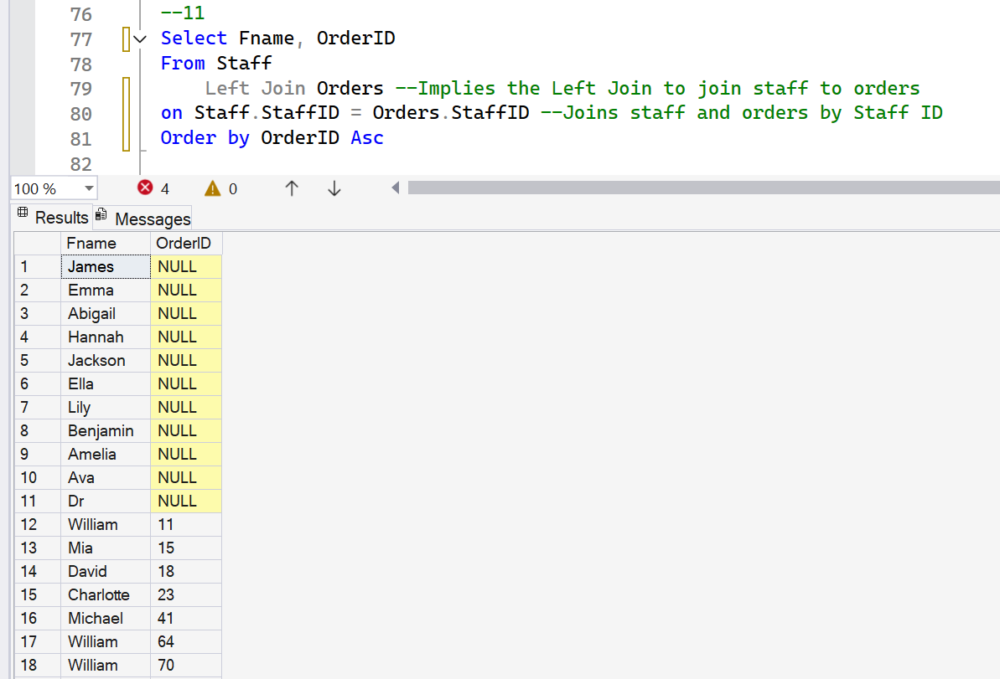 76 --11
77 Select Fname, OrderID
78 From Staff
79 Left Join Orders --Implies the Left Join to join staff to orders
80 on Staff.StaffID = Orders.StaffID --Joins staff and orders by Staff ID
81 Order by OrderID Asc
82
100 % 4 0
Results Messages
Fname OrderID
1 James NULL
2 Emma NULL
3 Abigail NULL
4 Hannah NULL
5 Jackson NULL
6 Ella NULL
7 Lily NULL
8 Benjamin NULL
9 Amelia NULL
10 Ava NULL
11 Dr NULL
12 William 11
13 Mia 15
14 David 18
15 Charlotte 23
16 Michael 41
17 William 64
18 William 70